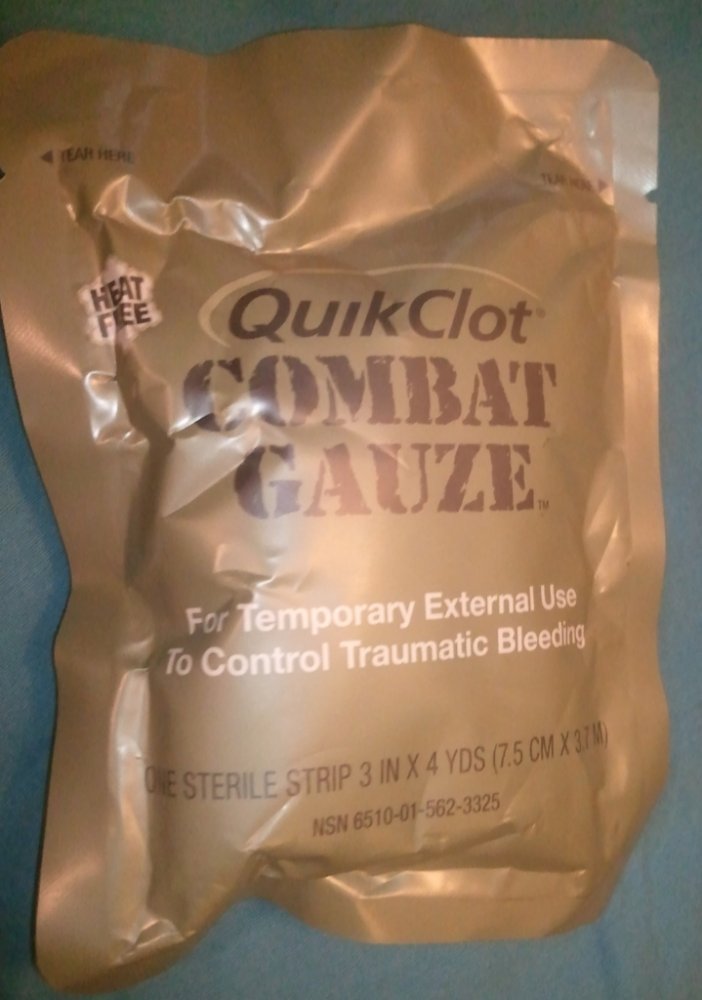 TEAR HERE
TEAR HERE
HEAT
FREE
QuikClot®
COMBAT
GAUZE™
For Temporary External Use
To Control Traumatic Bleeding
ONE STERILE STRIP 3 IN X 4 YDS (7.5 CM X 3.7 M)
NSN 6510-01-562-3325